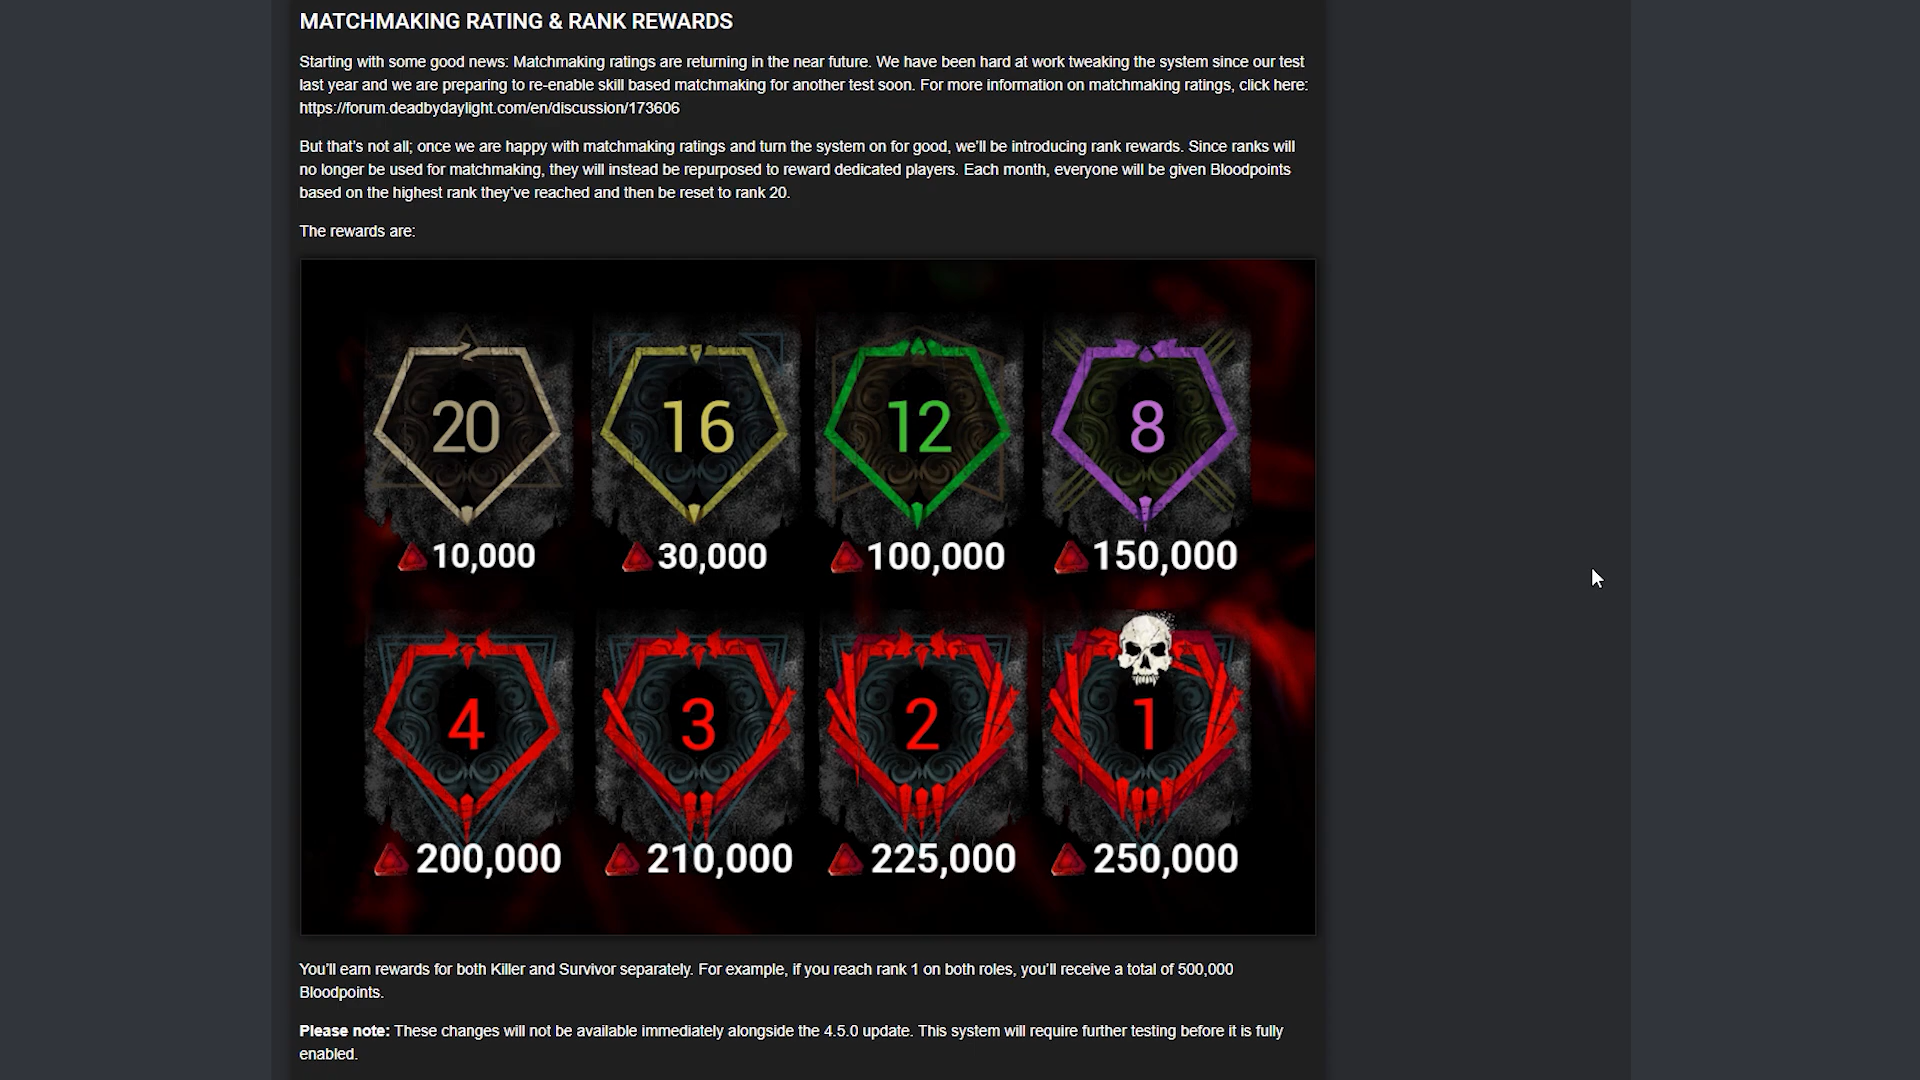 MATCHMAKING RATING & RANK REWARDS
Starting with some good news: Matchmaking ratings are returning in the near future. We have been hard at work tweaking the system since our test
last year and we are preparing to re-enable skill based matchmaking for another test soon. For more information on matchmaking ratings, click here:
https://forum.deadbydaylight.com/en/discussion/173606
But that’s not all; once we are happy with matchmaking ratings and turn the system on for good, we’ll be introducing rank rewards. Since ranks will
no longer be used for matchmaking, they will instead be repurposed to reward dedicated players. Each month, everyone will be given Bloodpoints
based on the highest rank they’ve reached and then be reset to rank 20.
The rewards are:
20 16 12 8
10,000 30,000 100,000 150,000
4 3 2 1
200,000 210,000 225,000 250,000
You’ll earn rewards for both Killer and Survivor separately. For example, if you reach rank 1 on both roles, you’ll receive a total of 500,000
Bloodpoints.
Please note: These changes will not be available immediately alongside the 4.5.0 update. This system will require further testing before it is fully
enabled.